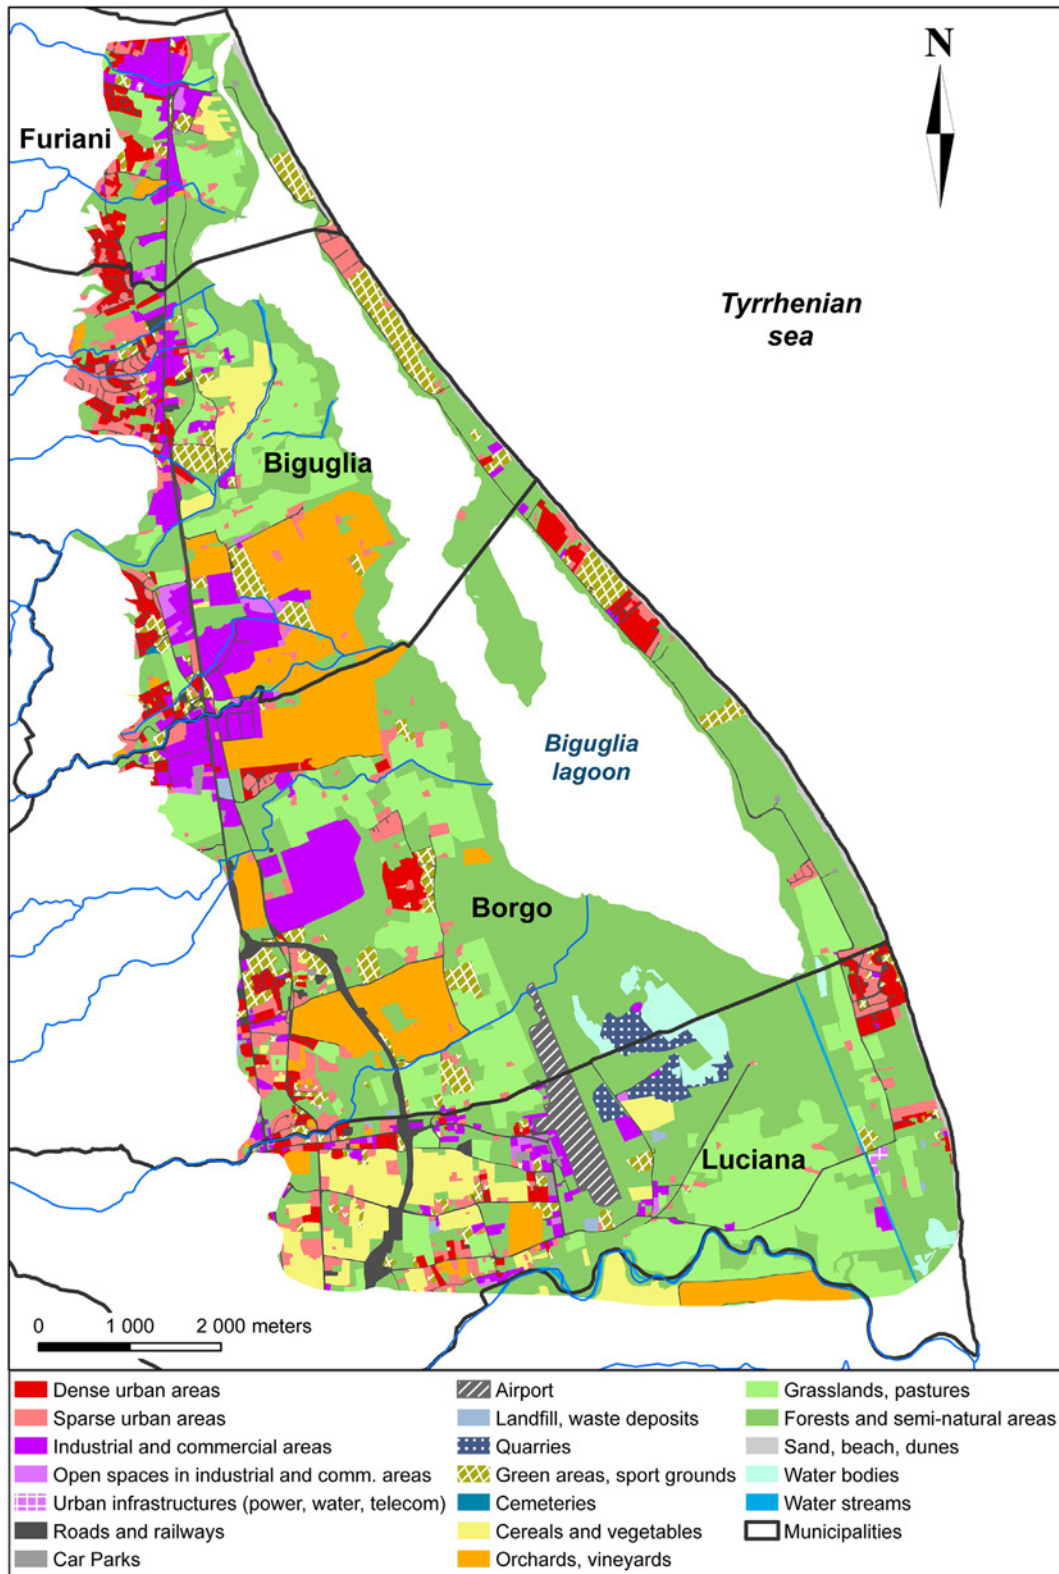 N
Furiani
Tyrrhenian
sea
Biguglia
Biguglia
lagoon
Borgo
Luciana
0 1 000 2 000 meters
Dense urban areas
Sparse urban areas
Industrial and commercial areas
Open spaces in industrial and comm. areas
Urban infrastructures (power, water, telecom)
Roads and railways
Car Parks
Airport
Landfill, waste deposits
Quarries
Green areas, sport grounds
Cemeteries
Cereals and vegetables
Orchards, vineyards
Grasslands, pastures
Forests and semi-natural areas
Sand, beach, dunes
Water bodies
Water streams
Municipalities